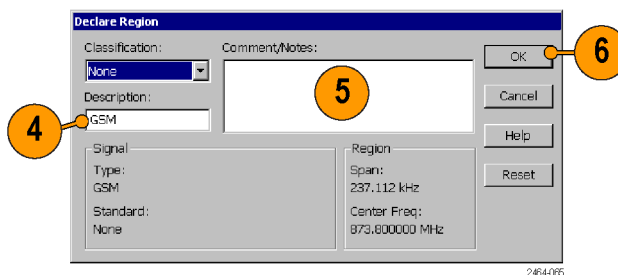 Declare Region
Classification:
None
Comment/Notes:
Description:
GSM
Signal
Type:
GSM
Standard:
None
Region
Span:
237.112 kHz
Center Freq:
873.800000 MHz
OK
Cancel
Help
Reset
4
5
6
2464-065